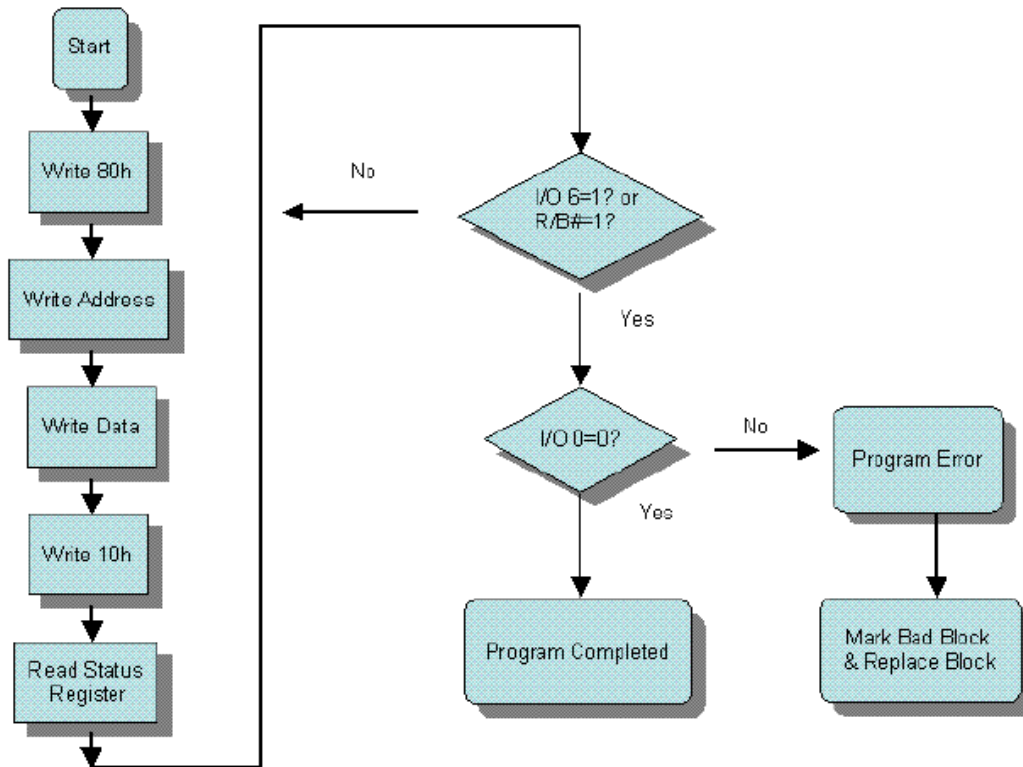 Start
Write 80h
Write Address
Write Data
Write 10h
Read Status
Register
I/O 6=1? or
R/B#=1?
No
Yes
I/O 0=0?
No
Yes
Program Error
Program Completed
Mark Bad Block
& Replace Block